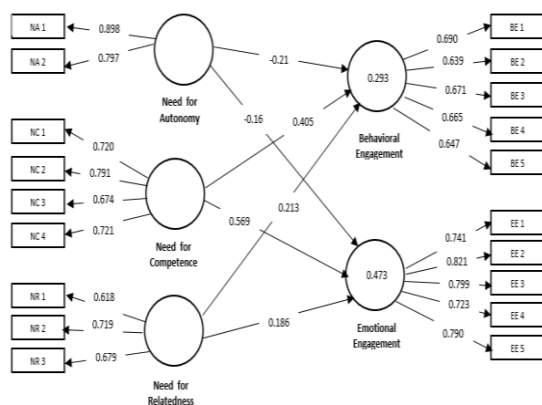 NA 1
0.898
NA 2
0.797
Need for
Autonomy
NC 1
0.720
NC 2
0.791
NC 3
0.674
NC 4
0.721
Need for
Competence
NR 1
0.618
NR 2
0.719
NR 3
0.679
Need for
Relatedness
-0.21
-0.16
0.405
0.213
0.569
0.186
0.293
Behavioral
Engagement
0.690
BE 1
0.639
BE 2
0.671
BE 3
0.665
BE 4
0.647
BE 5
0.473
Emotional
Engagement
0.741
EE 1
0.821
EE 2
0.799
EE 3
0.723
EE 4
0.790
EE 5